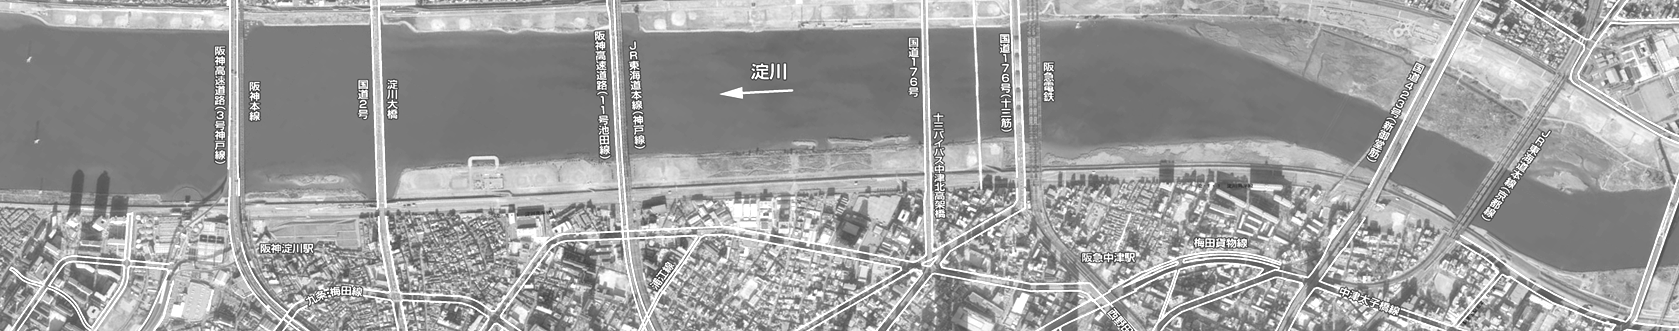 阪神高速道路(3号神戸線)
阪神本線
国道2号
淀川大橋
阪神高速道路(11号池田線)
JR東海道本線(神戸線)
淀川
国道176号
十三バイパス中津北高架橋
国道176号(十三筋)
阪急電鉄
国道423号(新御堂筋)
JR東海道本線(京都線)
阪神淀川駅
九条梅田線
浦江線
阪急中津駅
梅田貨物線
西野田
中津太子橋線